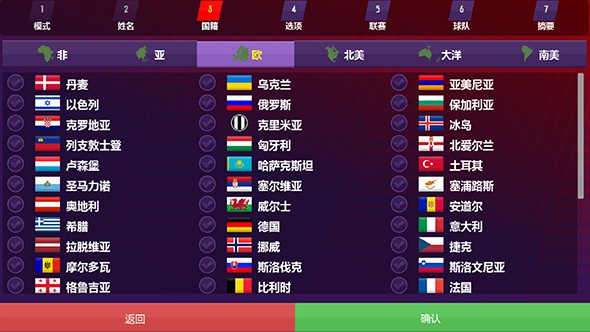 1 2 3 4 5 6 7
模式 姓名 国籍 选项 联赛 球队 摘要
非 亚 欧 北美 大洋 南美
丹麦 乌克兰 亚美尼亚
以色列 俄罗斯 保加利亚
克罗地亚 克里米亚 冰岛
列支敦士登 匈牙利 北爱尔兰
卢森堡 哈萨克斯坦 土耳其
圣马力诺 塞尔维亚 塞浦路斯
奥地利 威尔士 安道尔
希腊 德国 意大利
拉脱维亚 挪威 捷克
摩尔多瓦 斯洛伐克 斯洛文尼亚
格鲁吉亚 比利时 法国
返回 确认